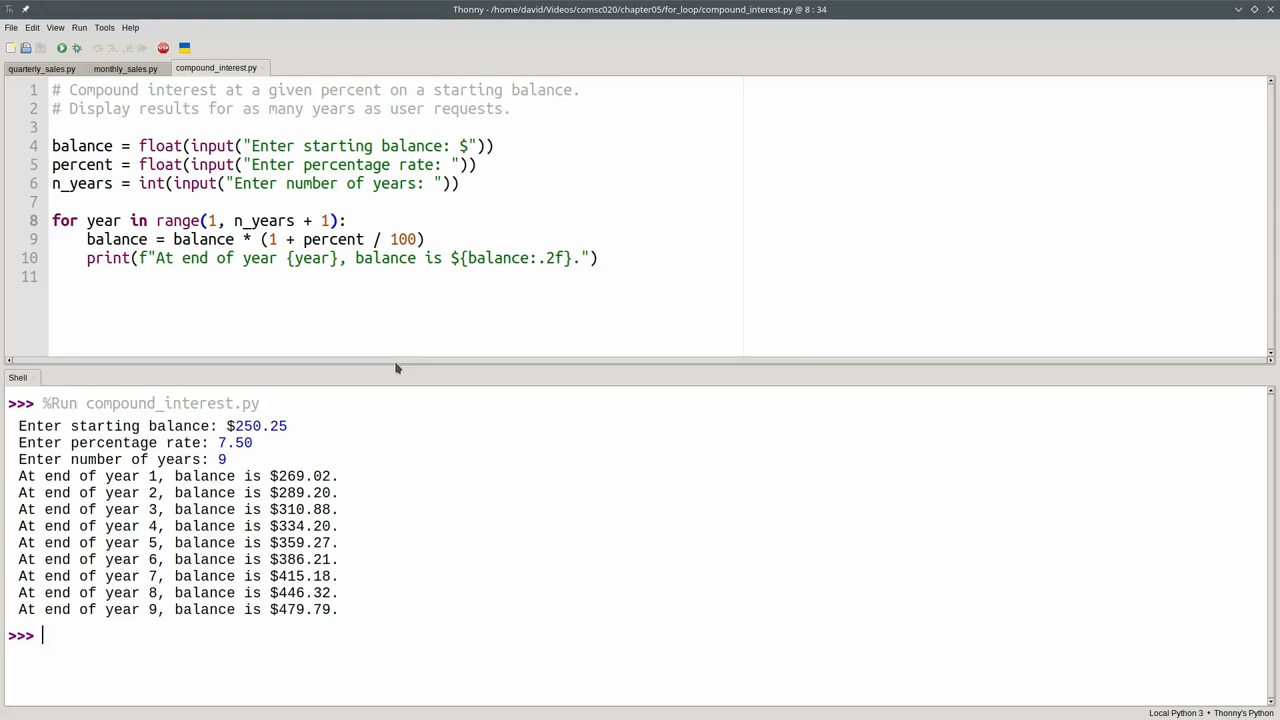 Thonny - /home/david/Videos/comsc020/chapter05/for_loop/compound_interest.py @ 8 : 34
File Edit View Run Tools Help
STOP
quarterly_sales.py monthly_sales.py compound_interest.py
1 # Compound interest at a given percent on a starting balance.
2 # Display results for as many years as user requests.
3
4 balance = float(input("Enter starting balance: $"))
5 percent = float(input("Enter percentage rate: "))
6 n_years = int(input("Enter number of years: "))
7
8 for year in range(1, n_years + 1):
9 balance = balance * (1 + percent / 100)
10 print(f"At end of year {year}, balance is ${balance:.2f}.")
11
Shell
>>> %Run compound_interest.py
Enter starting balance: $250.25
Enter percentage rate: 7.50
Enter number of years: 9
At end of year 1, balance is $269.02.
At end of year 2, balance is $289.20.
At end of year 3, balance is $310.88.
At end of year 4, balance is $334.20.
At end of year 5, balance is $359.27.
At end of year 6, balance is $386.21.
At end of year 7, balance is $415.18.
At end of year 8, balance is $446.32.
At end of year 9, balance is $479.79.
>>>
Local Python 3 • Thonny's Python